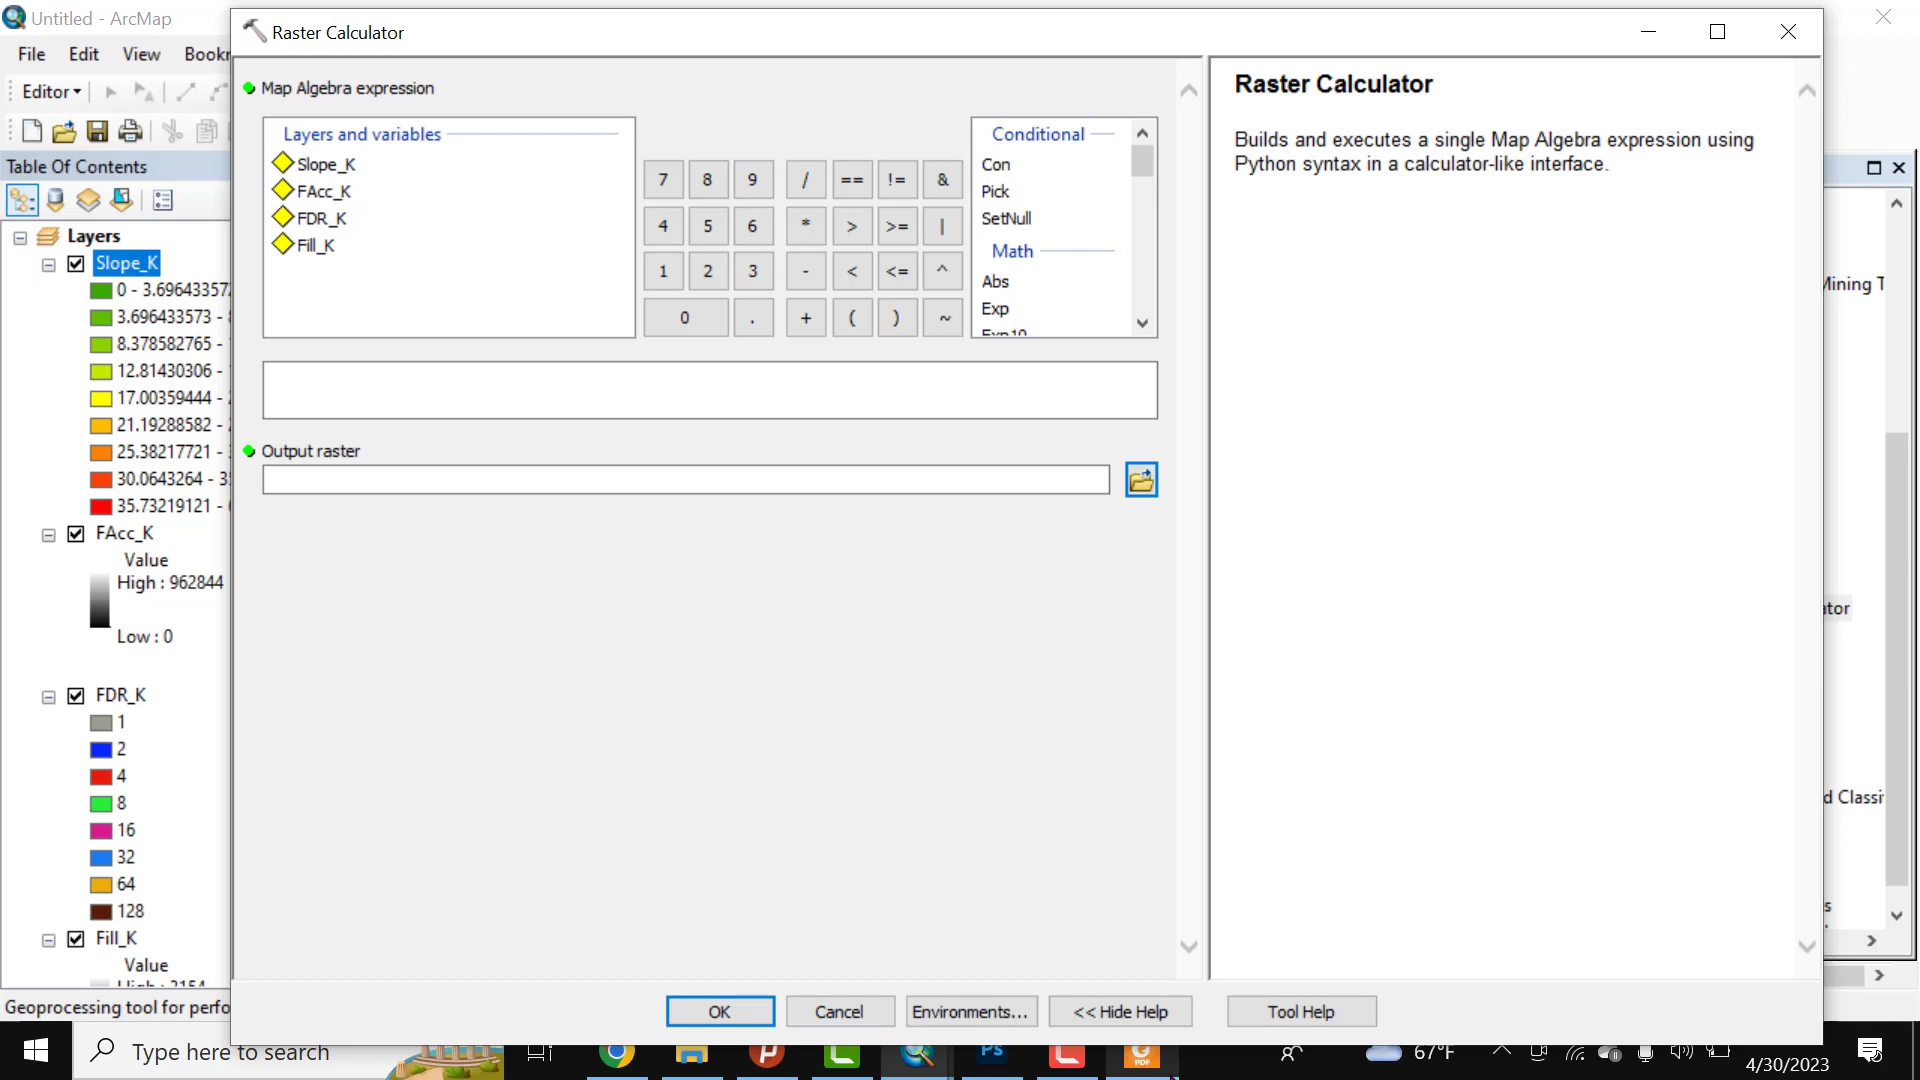 Untitled - ArcMap
Raster Calculator
File Edit View
Editor
Table Of Contents
Layers
Slope_K
0 - 3.69643357
3.696433573 -
8.378582765 -
12.81430306 -
17.00359444 -
21.19288582 -
25.38217721 -
30.0643264 - 3
35.73219121 -
FAcc_K
Value
High : 962844
Low : 0
FDR_K
1
2
4
8
16
32
64
128
Fill_K
Value
Geoprocessing tool for perfo
Map Algebra expression
Layers and variables
Slope_K
FAcc_K
FDR_K
Fill_K
7 8 9 / == != &
4 5 6 * > >= |
1 2 3 - < <= ^
0 . + ( ) ~
Conditional
Con
Pick
SetNull
Math
Abs
Exp
Exp10
Output raster
OK Cancel Environments... << Hide Help Tool Help
Raster Calculator
Builds and executes a single Map Algebra expression using
Python syntax in a calculator-like interface.
Mining T
ator
d Classi
s
Type here to search
Ps
PDF
67°F
4/30/2023